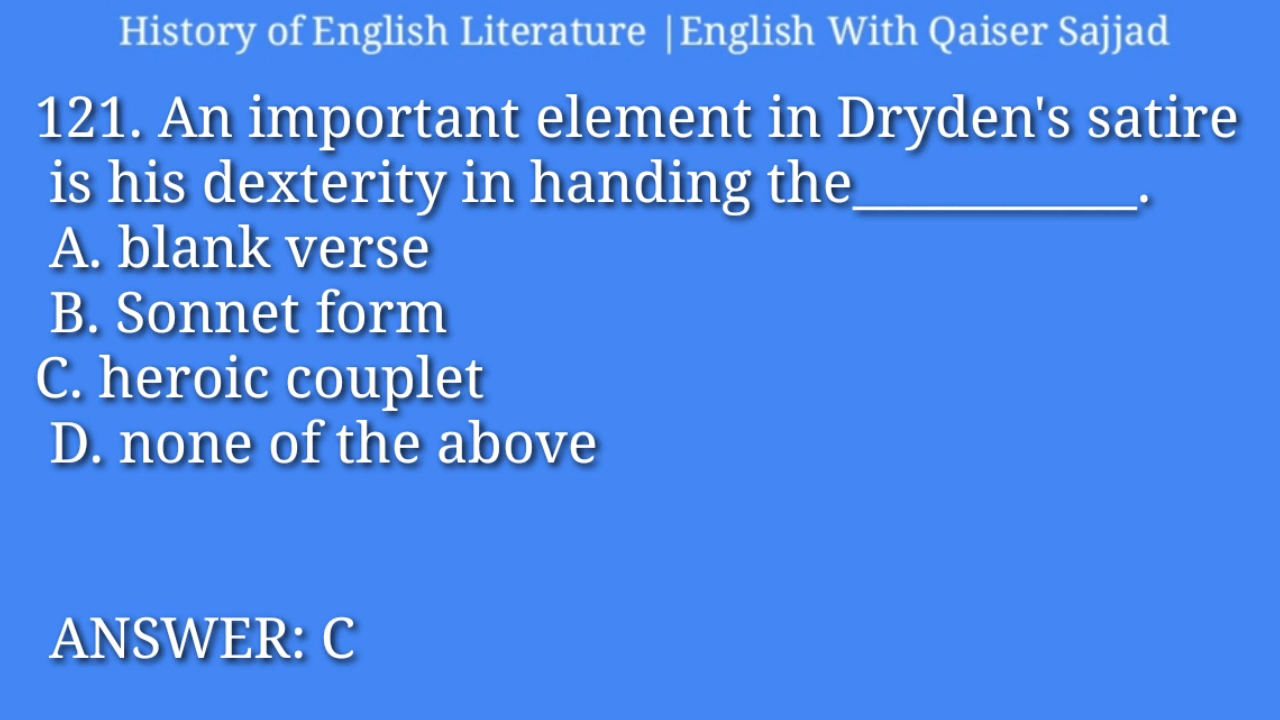 History of English Literature |English With Qaiser Sajjad
121. An important element in Dryden's satire
is his dexterity in handing the___________.
A. blank verse
B. Sonnet form
C. heroic couplet
D. none of the above
ANSWER: C